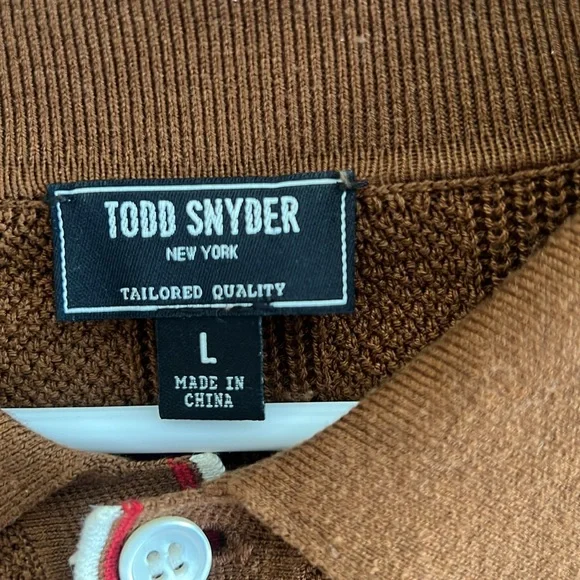 TODD SNYDER
NEW YORK
TAILORED QUALITY
L
MADE IN
CHINA